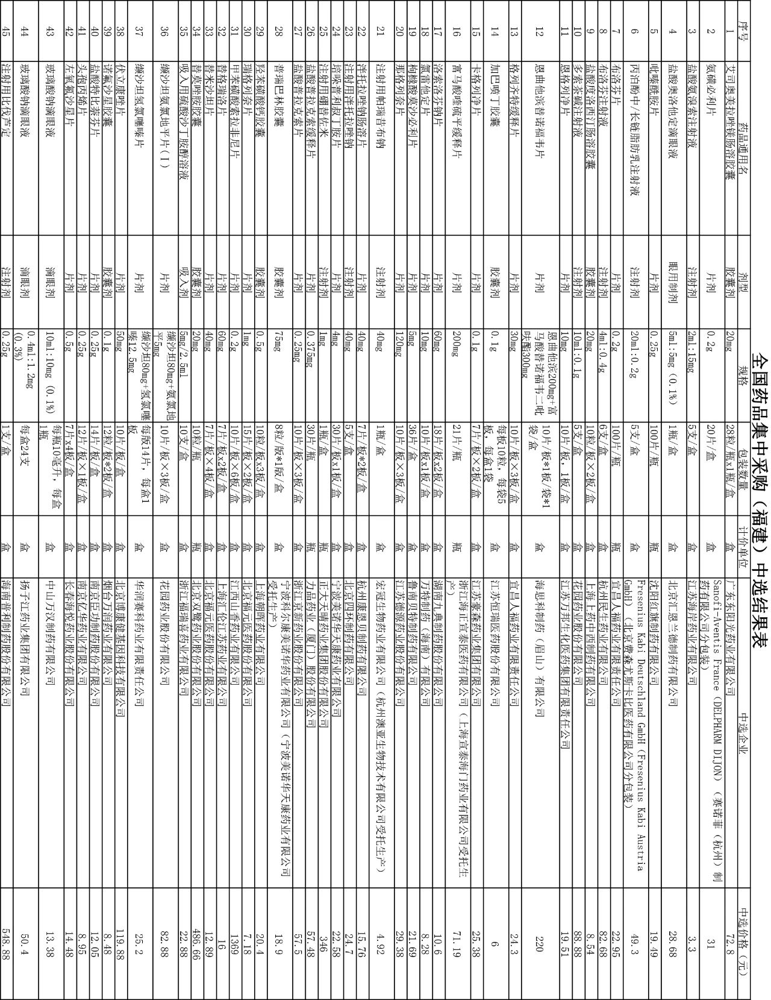 全国药品集中采购（福建）中选结果表
序号 药品通用名 剂型 规格 包装数量 计价单位 中选企业 中选价格（元）
1 艾司奥美拉唑镁肠溶胶囊 胶囊剂 20mg 28粒/瓶x1瓶/盒 盒 广东东阳光药业有限公司 72.8
2 氨磺必利片 片剂 0.2g 20片/盒 盒 Sanofi-Aventis France（DELPHARM DIJON）（赛诺菲（杭州）制
药有限公司分包装） 31
3 盐酸氨溴索注射液 注射剂 2ml:15mg 5支/盒 盒 江苏海岸药业有限公司 3.3
4 盐酸奥洛他定滴眼液 眼用制剂 5ml:5mg（0.1%） 1瓶/盒 盒 北京汇恩兰德制药有限公司 28.68
5 吡嗪酰胺片 片剂 0.25g 100片/瓶 瓶 沈阳红旗制药有限公司 19.49
6 丙泊酚中/长链脂肪乳注射液 注射剂 20ml:0.2g 5支/盒 盒 Fresenius Kabi Deutschland GmbH（Fresenius Kabi Austria
GmbH）（北京费森尤斯卡比医药有限公司分包装） 49.3
7 布洛芬片 片剂 0.2g 100片/瓶 瓶 宜昌人福药业有限责任公司 22.95
8 布洛芬注射液 注射剂 4ml:0.4g 6支/盒 盒 杭州民生药业有限公司 82.68
9 盐酸度洛西汀肠溶胶囊 胶囊剂 20mg 10粒/板×2板/盒 盒 上海上药中西制药有限公司 8.54
10 多索茶碱注射液 注射剂 10ml:0.1g 5支/盒 盒 花园药业股份有限公司 88.88
11 恩格列净片 片剂 10mg 10片/板，1板/盒 盒 江苏万邦生化医药集团有限责任公司 19.51
12 恩曲他滨替诺福韦片 片剂 恩曲他滨200mg+富
马酸替诺福韦二吡
呋酯300mg 10片/板*1板/袋*1
袋/盒 盒 海思科制药（眉山）有限公司 220
13 格列齐特缓释片 片剂 30mg 10片/板×3板/盒 盒 宜昌人福药业有限责任公司 24.3
14 加巴喷丁胶囊 胶囊剂 0.1g 每板10粒，每袋5
板，每盒1袋 盒 江苏恒瑞医药股份有限公司 6
15 卡格列净片 片剂 0.1g 7片/板×2板/盒 盒 江苏豪森药业集团有限公司 25.38
16 富马酸喹硫平缓释片 片剂 200mg 21片/瓶 瓶 浙江海正宣泰医药有限公司（上海宣泰海门药业有限公司受托生
产） 71.19
17 洛索洛芬钠片 片剂 60mg 18片/板x2板/盒 盒 湖南九典制药股份有限公司 10.6
18 氯雷他定片 片剂 10mg 10片/板x1板/盒 盒 万特制药（海南）有限公司 8.28
19 枸橼酸莫沙必利片 片剂 5mg 36片/盒 盒 鲁南贝特制药有限公司 21.69
20 那格列奈片 片剂 120mg 10片/板×3板/盒 盒 江苏德源药业股份有限公司 29.38
21 注射用帕瑞昔布钠 注射剂 40mg 1瓶/盒 盒 宏冠生物药业有限公司（杭州澳亚生物技术有限公司受托生产） 4.92
22 泮托拉唑钠肠溶片 片剂 40mg 7片/板*2板/盒 盒 杭州康恩贝制药有限公司 15.76
23 注射用泮托拉唑钠 注射剂 40mg 5支/盒 盒 北京四环制药有限公司 24.7
24 培哚普利叔丁胺片 片剂 4mg 30片/板x1板/盒 盒 宁波美诺华天康药业有限公司 22.58
25 注射用硼替佐米 注射剂 1mg 1瓶/盒 瓶 正大天晴药业集团股份有限公司 346
26 盐酸普拉克索缓释片 片剂 0.375mg 30片/瓶 瓶 力品药业（厦门）股份有限公司 57.48
27 盐酸普拉克索片 片剂 0.25mg 10片/板×3板/盒 盒 浙江京新药业股份有限公司 57.5
28 普瑞巴林胶囊 胶囊剂 75mg 8粒/版*1版/盒 盒 宁波科尔康美诺华药业有限公司（宁波美诺华天康药业有限公司
受托生产） 18.9
29 羟苯磺酸钙胶囊 胶囊剂 0.5g 10粒/板x3板/盒 盒 上海朝晖药业有限公司 20.4
30 瑞格列奈片 片剂 1mg 15片/板×2板/盒 盒 北京福元医药股份有限公司 7.18
31 甲苯磺酸索拉非尼片 片剂 0.2g 10片/板×6板/盒 盒 江西山香药业有限公司 1369
32 替格瑞洛片 片剂 60mg 7片/板x2板/盒 盒 上海汇伦江苏药业有限公司 16
33 替米沙坦片 片剂 40mg 7片/板×4板/盒 盒 北京福元医药股份有限公司 12.89
34 替莫唑胺胶囊 胶囊剂 20mg 10粒/瓶 瓶 北京双鹭药业股份有限公司 486.66
35 吸入用硫酸沙丁胺醇溶液 吸入剂 5mg/2.5ml 10支/盒 盒 浙江福瑞喜药业有限公司 22.88
36 缬沙坦氨氯地平片(Ⅰ) 片剂 缬沙坦80mg+氨氯地
平5mg 10片/板×3板/盒 盒 花园药业股份有限公司 82.88
37 缬沙坦氢氯噻嗪片 片剂 缬沙坦80mg+氢氯噻
嗪12.5mg 每版14片，每盒1
板 盒 华润赛科药业有限责任公司 25.2
38 伏立康唑片 片剂 50mg 10片/板/盒 盒 北京博康健基因科技有限公司 119.88
39 诺氟沙星胶囊 胶囊剂 0.1g 12粒/板*2板/盒 盒 烟台万润药业有限公司 8.48
40 盐酸特比萘芬片 片剂 0.25g 14片/板/盒 盒 南京臣功制药股份有限公司 12.05
41 头孢丙烯片 片剂 0.25g 12片/板×1板/盒 盒 南京亿华药业有限公司 8.95
42 左氧氟沙星片 片剂 0.5g 7片x4板/盒 盒 长春海悦药业股份有限公司 14.48
43 玻璃酸钠滴眼液 滴眼剂 10ml:10mg（0.1%） 每瓶10毫升，每盒
1瓶 盒 中山万汉制药有限公司 13.38
44 玻璃酸钠滴眼液 滴眼剂 0.4ml:1.2mg
(0.3%) 每盒24支 盒 扬子江药业集团有限公司 50.4
45 注射用比伐芦定 注射剂 0.25g 1支/盒 盒 海南普利制药股份有限公司 548.88